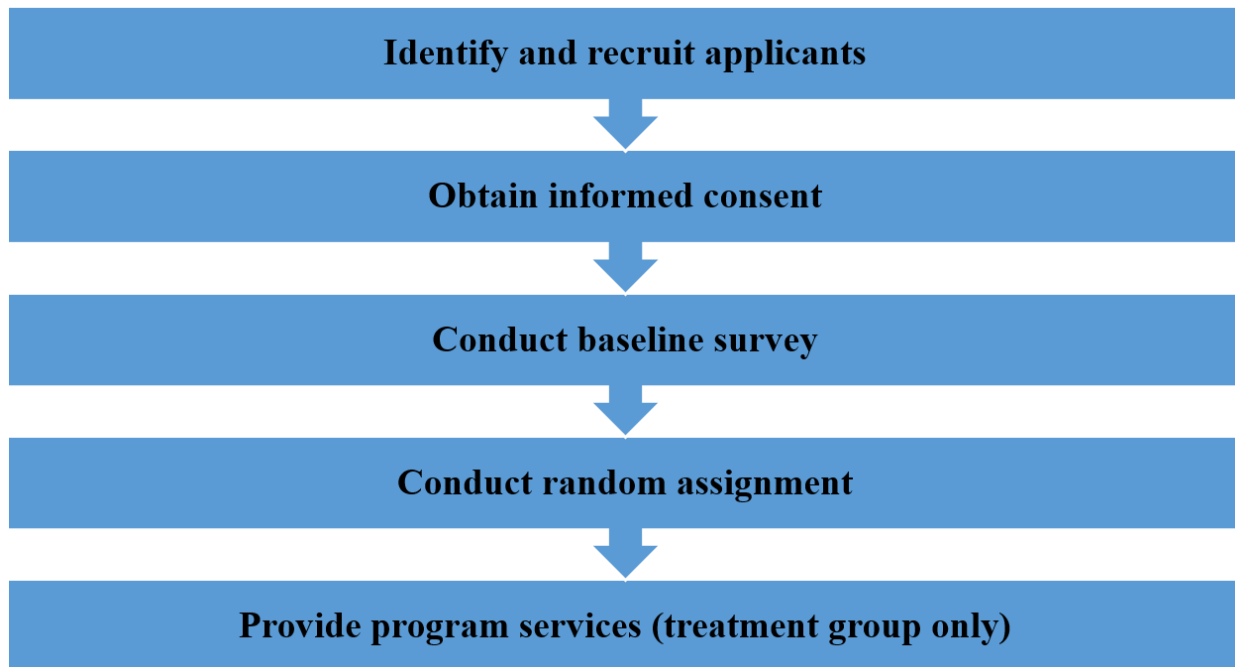 Identify and recruit applicants
Obtain informed consent
Conduct baseline survey
Conduct random assignment
Provide program services (treatment group only)